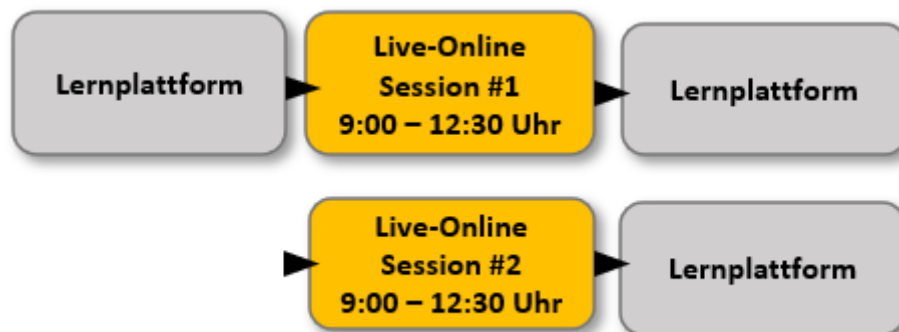 Lernplattform
Live-Online
Session #1
9:00 – 12:30 Uhr
Lernplattform
Live-Online
Session #2
9:00 – 12:30 Uhr
Lernplattform